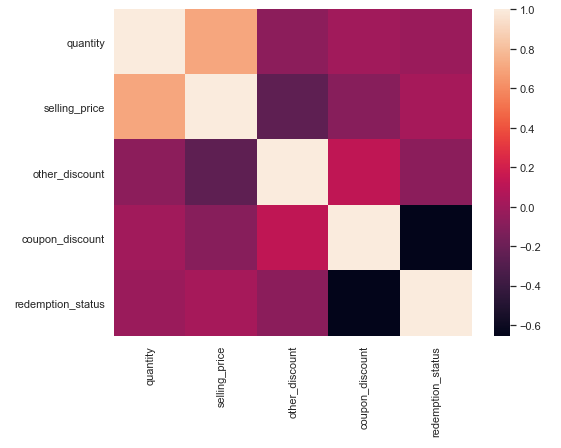 quantity
selling_price
other_discount
coupon_discount
redemption_status
quantity
selling_price
other_discount
coupon_discount
redemption_status
1.0
0.8
0.6
0.4
0.2
0.0
−0.2
−0.4
−0.6